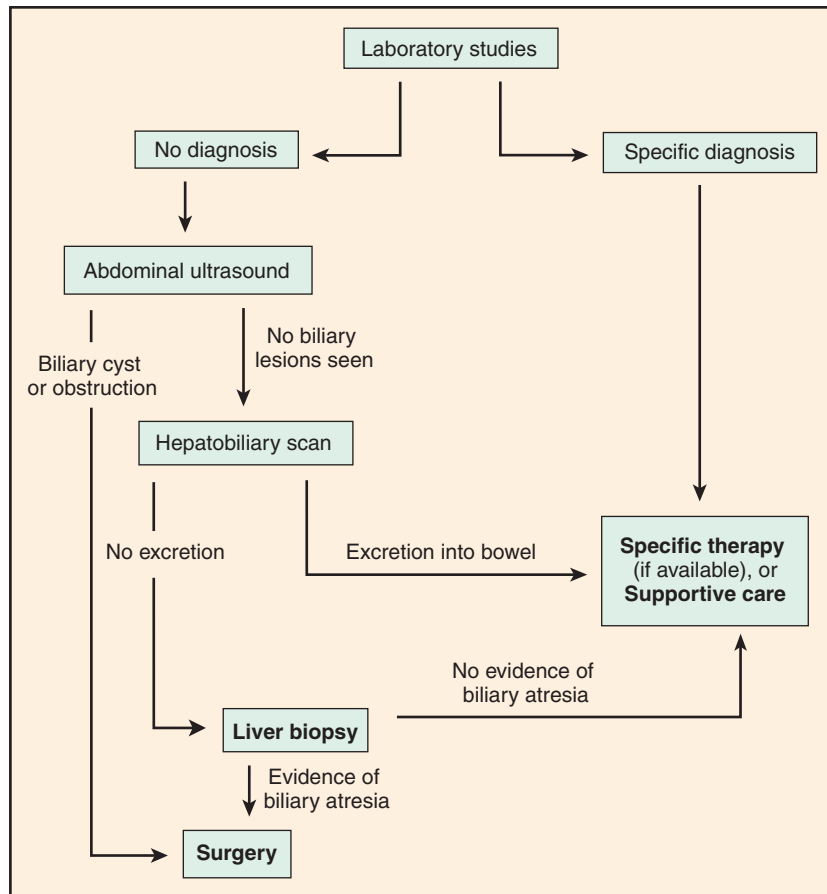 Laboratory studies
No diagnosis
Specific diagnosis
Abdominal ultrasound
No biliary
lesions seen
Biliary cyst
or obstruction
Hepatobiliary scan
No excretion
Excretion into bowel
Specific therapy
(if available), or
Supportive care
No evidence of
biliary atresia
Liver biopsy
Evidence of
biliary atresia
Surgery